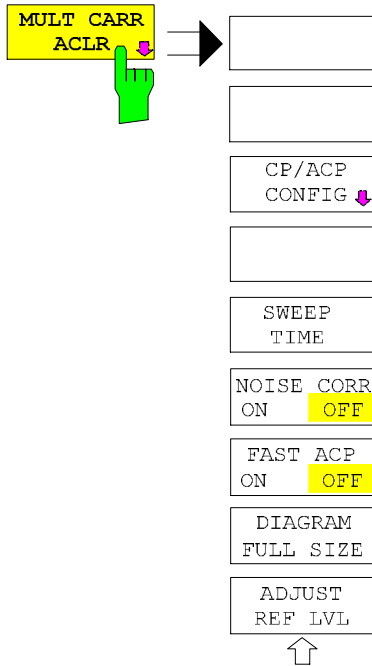 MULT CARR
ACLR
CP/ACP
CONFIG
SWEEP
TIME
NOISE CORR
ON OFF
FAST ACP
ON OFF
DIAGRAM
FULL SIZE
ADJUST
REF LVL